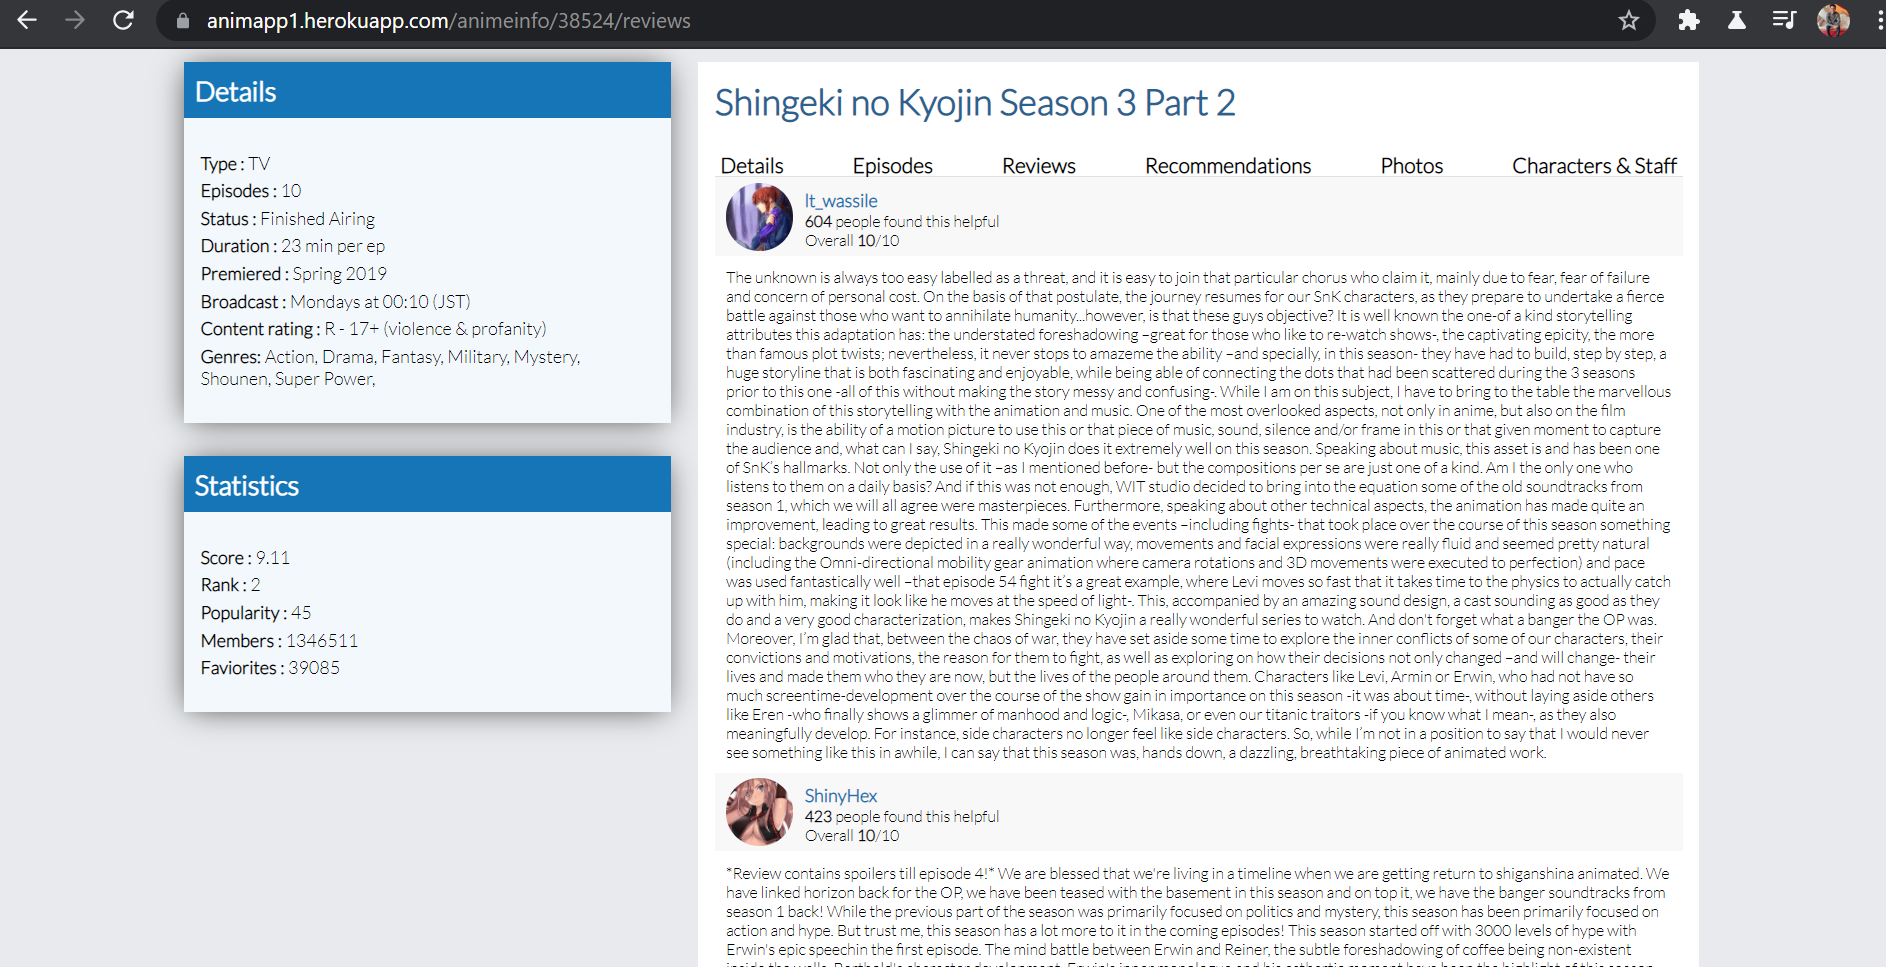 animapp1.herokuapp.com/animeinfo/38524/reviews
Details
Type : TV
Episodes : 10
Status : Finished Airing
Duration : 23 min per ep
Premiered : Spring 2019
Broadcast : Mondays at 00:10 (JST)
Content rating : R - 17+ (violence & profanity)
Genres: Action, Drama, Fantasy, Military, Mystery,
Shounen, Super Power,
Statistics
Score : 9.11
Rank : 2
Popularity : 45
Members : 1346511
Faviorites : 39085
Shingeki no Kyojin Season 3 Part 2
Details Episodes Reviews Recommendations Photos Characters & Staff
lt_wassile
604 people found this helpful
Overall 10/10
The unknown is always too easy labelled as a threat, and it is easy to join that particular chorus who claim it, mainly due to fear, fear of failure
and concern of personal cost. On the basis of that postulate, the journey resumes for our SnK characters, as they prepare to undertake a fierce
battle against those who want to annihilate humanity...however, is that these guys objective? It is well known the one-of a kind storytelling
attributes this adaptation has: the understated foreshadowing –great for those who like to re-watch shows-, the captivating epicity, the more
than famous plot twists; nevertheless, it never stops to amazeme the ability –and specially, in this season- they have had to build, step by step, a
huge storyline that is both fascinating and enjoyable, while being able of connecting the dots that had been scattered during the 3 seasons
prior to this one -all of this without making the story messy and confusing-. While I am on this subject, I have to bring to the table the marvellous
combination of this storytelling with the animation and music. One of the most overlooked aspects, not only in anime, but also on the film
industry, is the ability of a motion picture to use this or that piece of music, sound, silence and/or frame in this or that given moment to capture
the audience and, what can I say, Shingeki no Kyojin does it extremely well on this season. Speaking about music, this asset is and has been one
of SnK’s hallmarks. Not only the use of it –as I mentioned before- but the compositions per se are just one of a kind. Am I the only one who
listens to them on a daily basis? And if this was not enough, WIT studio decided to bring into the equation some of the old soundtracks from
season 1, which we will all agree were masterpieces. Furthermore, speaking about other technical aspects, the animation has made quite an
improvement, leading to great results. This made some of the events –including fights- that took place over the course of this season something
special: backgrounds were depicted in a really wonderful way, movements and facial expressions were really fluid and seemed pretty natural
(including the Omni-directional mobility gear animation where camera rotations and 3D movements were executed to perfection) and pace
was used fantastically well –that episode 54 fight it’s a great example, where Levi moves so fast that it takes time to the physics to actually catch
up with him, making it look like he moves at the speed of light-. This, accompanied by an amazing sound design, a cast sounding as good as they
do and a very good characterization, makes Shingeki no Kyojin a really wonderful series to watch. And don't forget what a banger the OP was.
Moreover, I’m glad that, between the chaos of war, they have set aside some time to explore the inner conflicts of some of our characters, their
convictions and motivations, the reason for them to fight, as well as exploring on how their decisions not only changed –and will change- their
lives and made them who they are now, but the lives of the people around them. Characters like Levi, Armin or Erwin, who had not have so
much screentime-development over the course of the show gain in importance on this season -it was about time-, without laying aside others
like Eren -who finally shows a glimmer of manhood and logic-, Mikasa, or even our titanic traitors -if you know what I mean-, as they also
meaningfully develop. For instance, side characters no longer feel like side characters. So, while I’m not in a position to say that I would never
see something like this in awhile, I can say that this season was, hands down, a dazzling, breathtaking piece of animated work.
ShinyHex
423 people found this helpful
Overall 10/10
*Review contains spoilers till episode 4!* We are blessed that we're living in a timeline when we are getting return to shiganshina animated. We
have linked horizon back for the OP, we have been teased with the basement in this season and on top it, we have the banger soundtracks from
season 1 back! While the previous part of the season was primarily focused on politics and mystery, this season has been primarily focused on
action and hype. But trust me, this season has a lot more to it in the coming episodes! This season started off with 3000 levels of hype with
Erwin's epic speechin the first episode. The mind battle between Erwin and Reiner, the subtle foreshadowing of coffee being non-existent